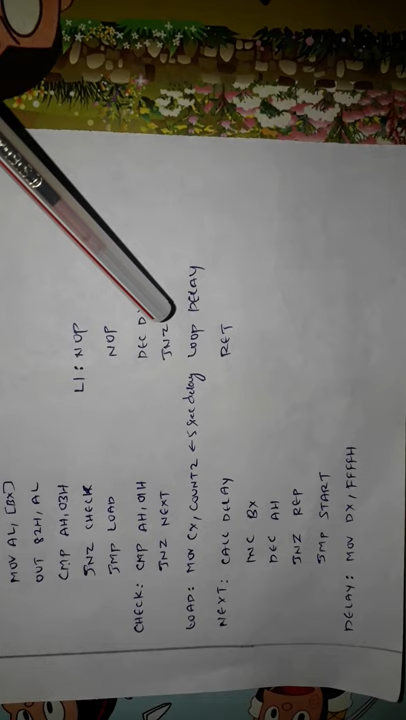 MOV AL, [BX]
OUT 82H, AL
CMP AH, 03H
JNZ CHECK
JMP LOAD
CHECK: CMP AH, 01H
JNZ NEXT
LOAD: MOV CX, COUNT2 ← 5 sec delay
NEXT: CALL DELAY
INC BX
DEC AH
JNZ REP
JMP START
DELAY: MOV DX, FFFFH
L1: NOP
NOP
DEC D
JNZ
LOOP DELAY
RET